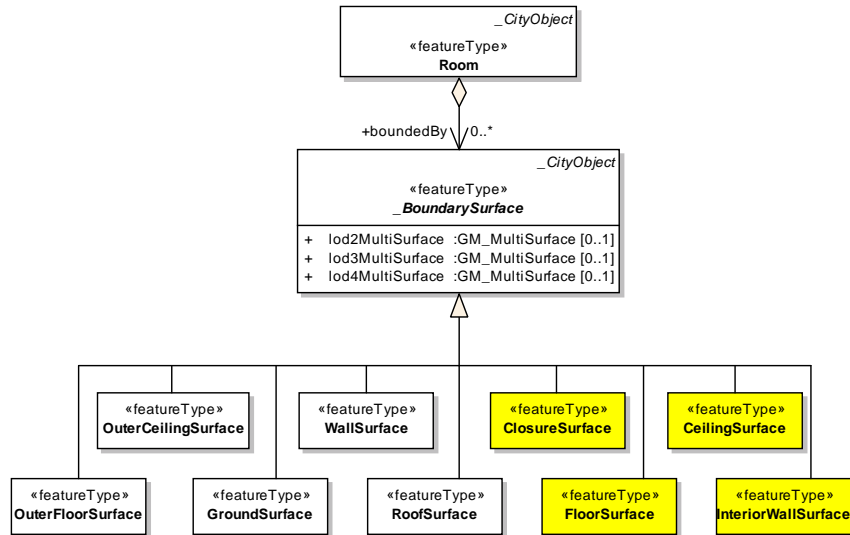 _CityObject
«featureType»
Room
+boundedBy 0..*
_CityObject
«featureType»
_BoundarySurface
+ lod2MultiSurface :GM_MultiSurface [0..1]
+ lod3MultiSurface :GM_MultiSurface [0..1]
+ lod4MultiSurface :GM_MultiSurface [0..1]
«featureType»
OuterCeilingSurface
«featureType»
WallSurface
«featureType»
ClosureSurface
«featureType»
CeilingSurface
«featureType»
OuterFloorSurface
«featureType»
GroundSurface
«featureType»
RoofSurface
«featureType»
FloorSurface
«featureType»
InteriorWallSurface